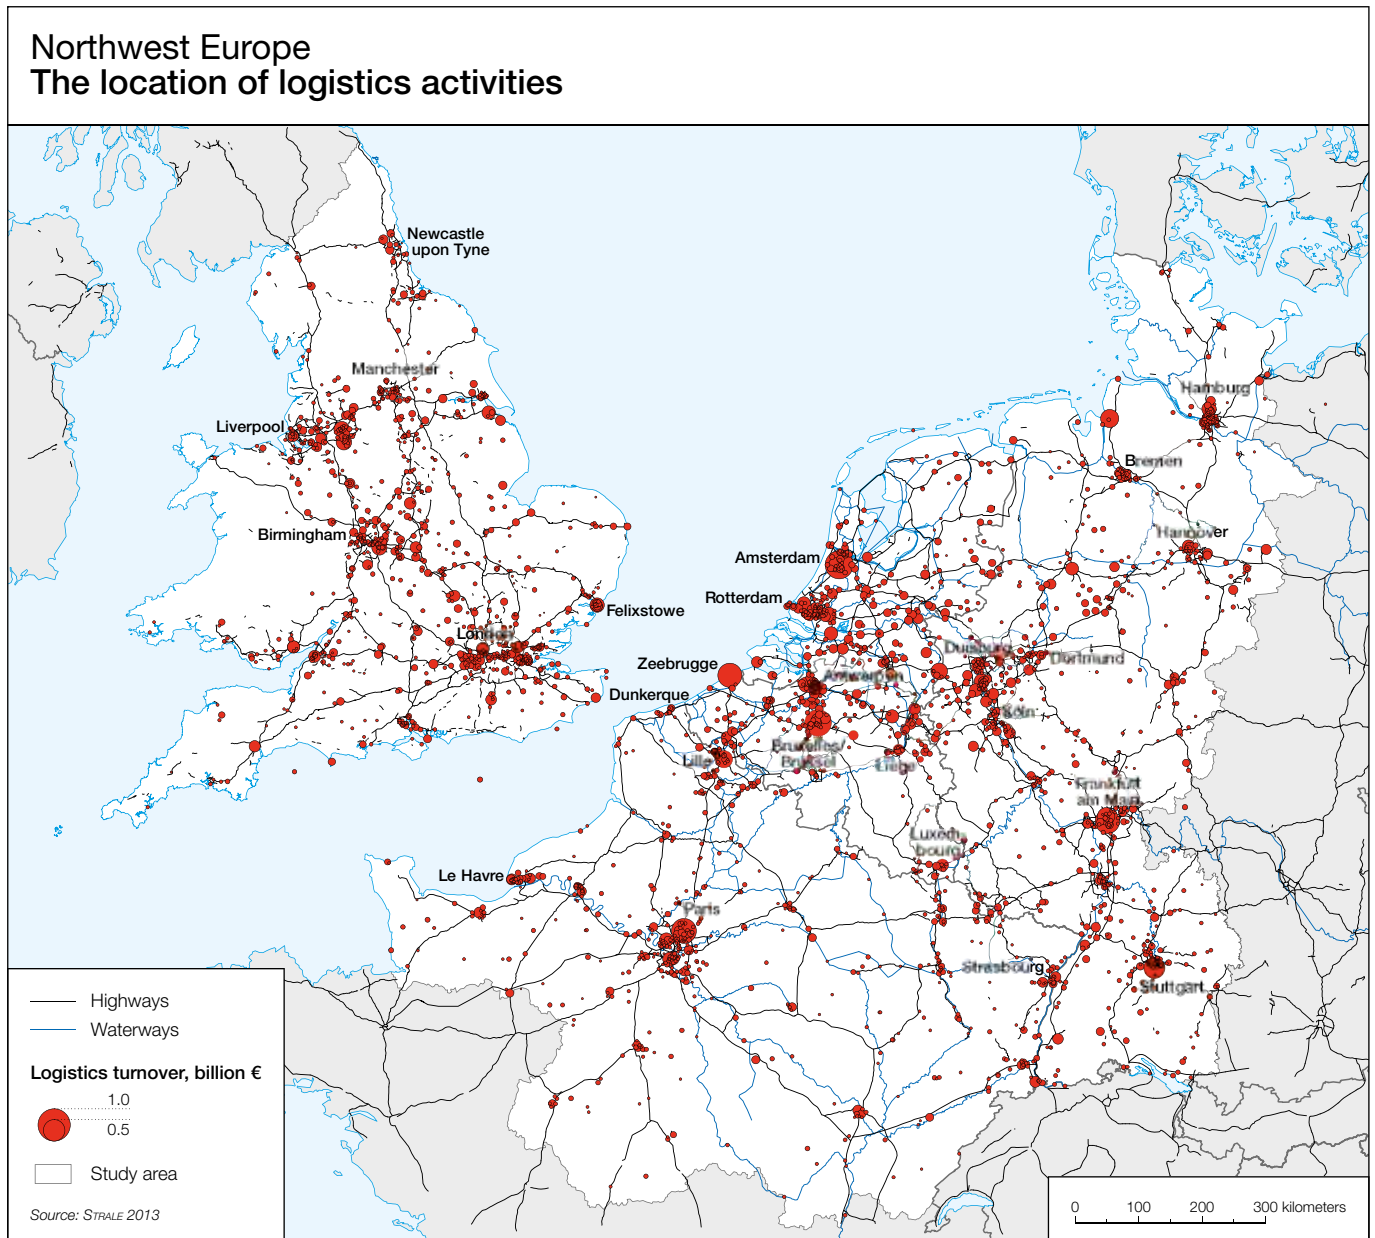 Northwest Europe
The location of logistics activities
Newcastle
upon Tyne
Manchester
Hamburg
Liverpool
Bremen
Birmingham
Hannover
Amsterdam
Rotterdam
Felixstowe
London
Duisburg
Dortmund
Zeebrugge
Antwerpen
Dunkerque
Köln
Bruxelles/
Brussel
Lille
Liège
Frankfurt
am Main
Luxem-
bourg
Le Havre
Paris
Strasbourg
Stuttgart
Highways
Waterways
Logistics turnover, billion €
1.0
0.5
Study area
Source: STRALE 2013
0 100 200 300 kilometers